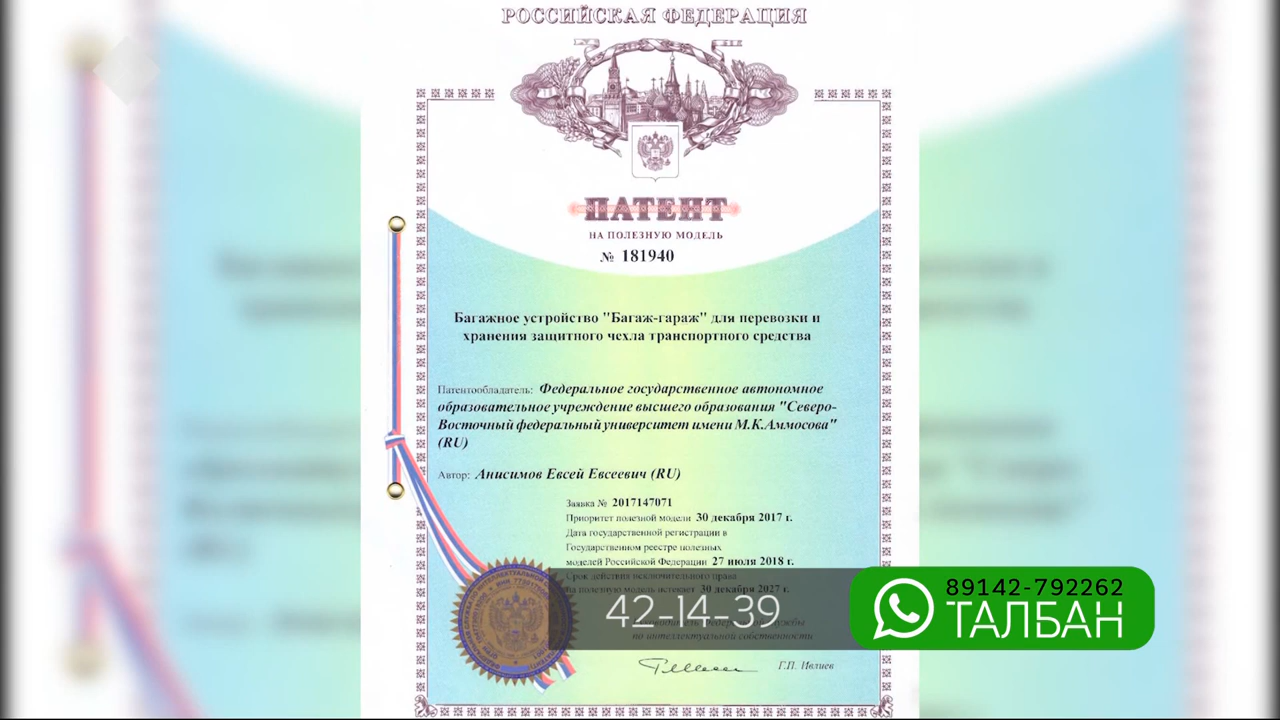 РОССИЙСКАЯ ФЕДЕРАЦИЯ
ПАТЕНТ
НА ПОЛЕЗНУЮ МОДЕЛЬ
№ 181940
Багажное устройство "Багаж-гараж" для перевозки и
хранения защитного чехла транспортного средства
Патентообладатель: Федеральное государственное автономное
образовательное учреждение высшего образования "Северо-
Восточный федеральный университет имени М.К.Аммосова"
(RU)
Анисимов Евсей Евсеевич (RU)
Заявка № 2017147071
Приоритет полезной модели 30 декабря 2017 г.
Дата государственной регистрации в
Государственном реестре полезных
моделей Российской Федерации 27 июля 2018 г.
Срок действия исключительного права
на полезную модель истекает 30 декабря 2027 г.
службы
по интеллектуальной собственности
Г.П. Ивлиев
42-14-39
89142-792262
ТАЛБАН